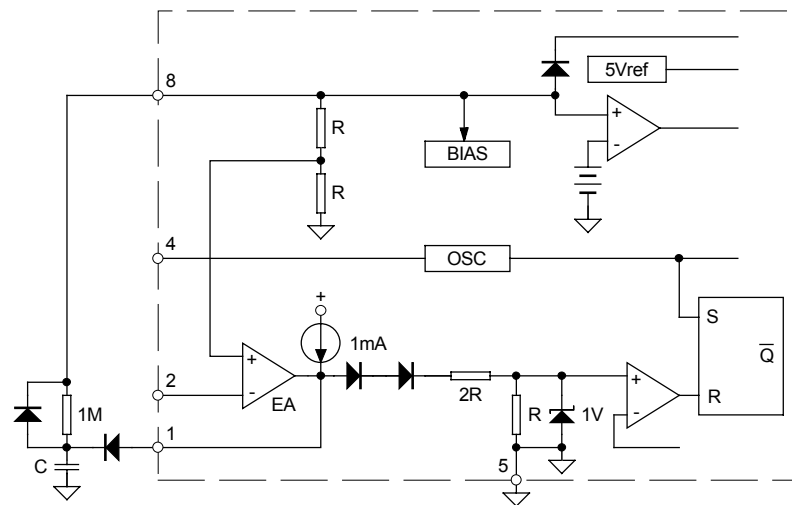 8
5Vref
R
+
-
BIAS
R
4
OSC
+
1mA
S
Q
+
-
EA
2
2R
+
-
R
1M
R
1V
1
C
5